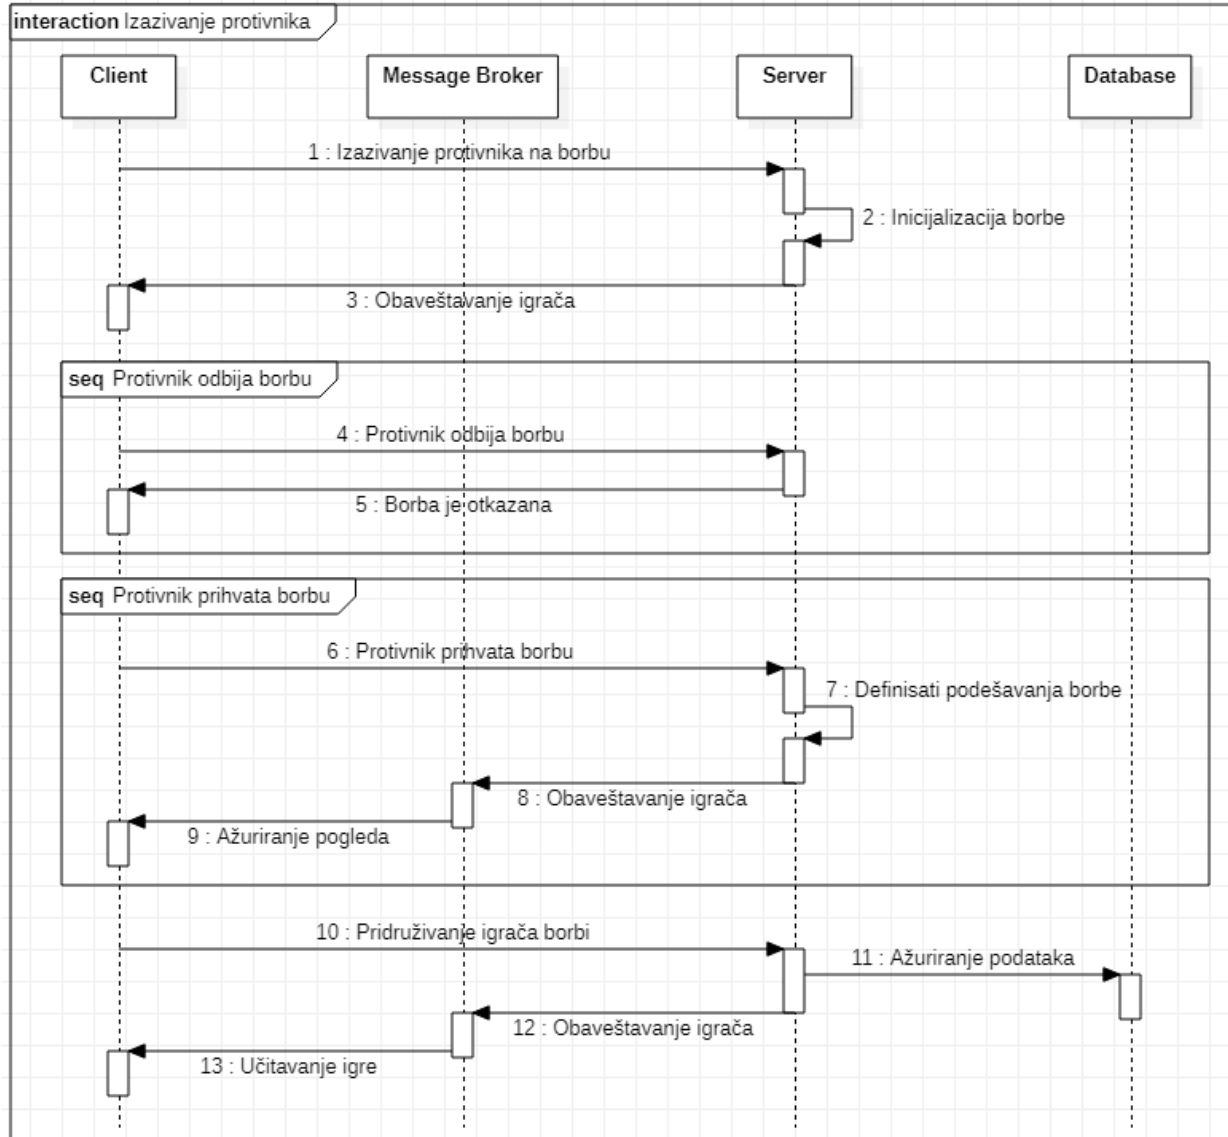 interaction Izazivanje protivnika
Client
Message Broker
Server
Database
1 : Izazivanje protivnika na borbu
2 : Inicijalizacija borbe
3 : Obaveštavanje igrača
seq Protivnik odbija borbu
4 : Protivnik odbija borbu
5 : Borba je otkazana
seq Protivnik prihvata borbu
6 : Protivnik prihvata borbu
7 : Definisati podešavanja borbe
8 : Obaveštavanje igrača
9 : Ažuriranje pogleda
10 : Pridruživanje igrača borbi
11 : Ažuriranje podataka
12 : Obaveštavanje igrača
13 : Učitavanje igre